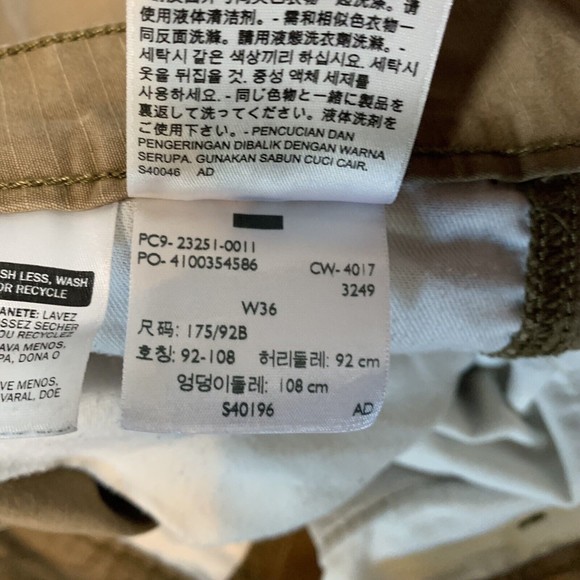 使用液体清洁剂。- 需和相似色衣物一
同反面洗滌。請用液態洗衣劑洗滌。-
세탁시 같은 색상끼리 하십시요. 세탁시
옷을 뒤집을 것. 중성 액체 세제를
사용하세요. - 同じ色物と一緒に製品を
裏返して洗ってください。液体洗剤をご
使用下さい。- PENCUCIAN DAN
PENGERINGAN DIBALIK DENGAN WARNA
SERUPA. GUNAKAN SABUN CUCI CAIR.
S40046 AD
PC9- 23251-0011
PO- 4100354586 CW- 4017
3249
W36
尺码: 175/92B
호칭: 92-108 허리둘레: 92 cm
엉덩이둘레: 108 cm
S40196 AD
SH LESS, WASH
OR RECYCLE
ANETE: LAVEZ
SSEZ SECHER
OU RECYCLEZ
AVA MENOS,
PA, DONA O
AVE MENOS,
VARAL, DOE